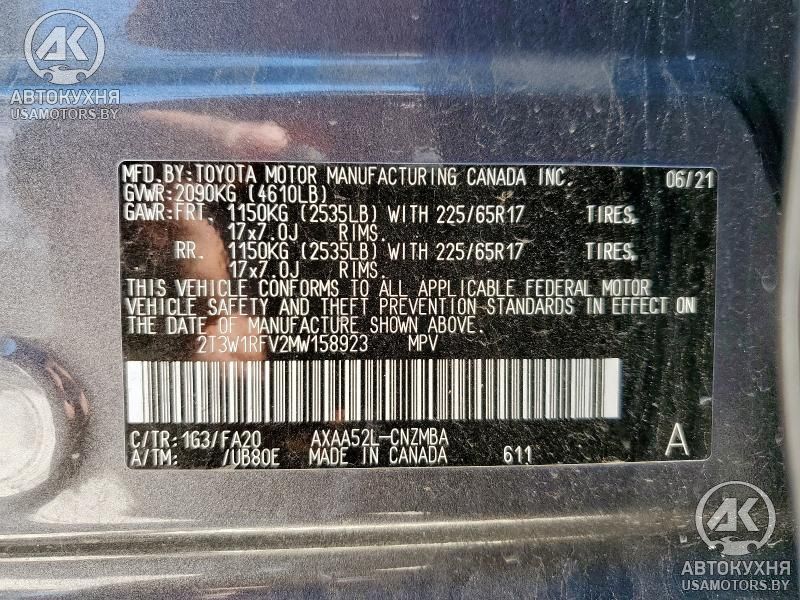 АК
АВТОКУХНЯ
USAMOTORS.BY
MFD.BY:TOYOTA MOTOR MANUFACTURING CANADA INC. 06/21
GVWR:2090KG (4610LB)
GAWR:FRT. 1150KG (2535LB) WITH 225/65R17 TIRES,
17x7.0J RIMS.
RR. 1150KG (2535LB) WITH 225/65R17 TIRES,
17x7.0J RIMS.
THIS VEHICLE CONFORMS TO ALL APPLICABLE FEDERAL MOTOR
VEHICLE SAFETY AND THEFT PREVENTION STANDARDS IN EFFECT ON
THE DATE OF MANUFACTURE SHOWN ABOVE.
2T3W1RFV2MW158923 MPV
C/TR:1G3/FA20 AXAA52L-CNZMBA
A/TM: /UB80E MADE IN CANADA 611 A
АК
АВТОКУХНЯ
USAMOTORS.BY